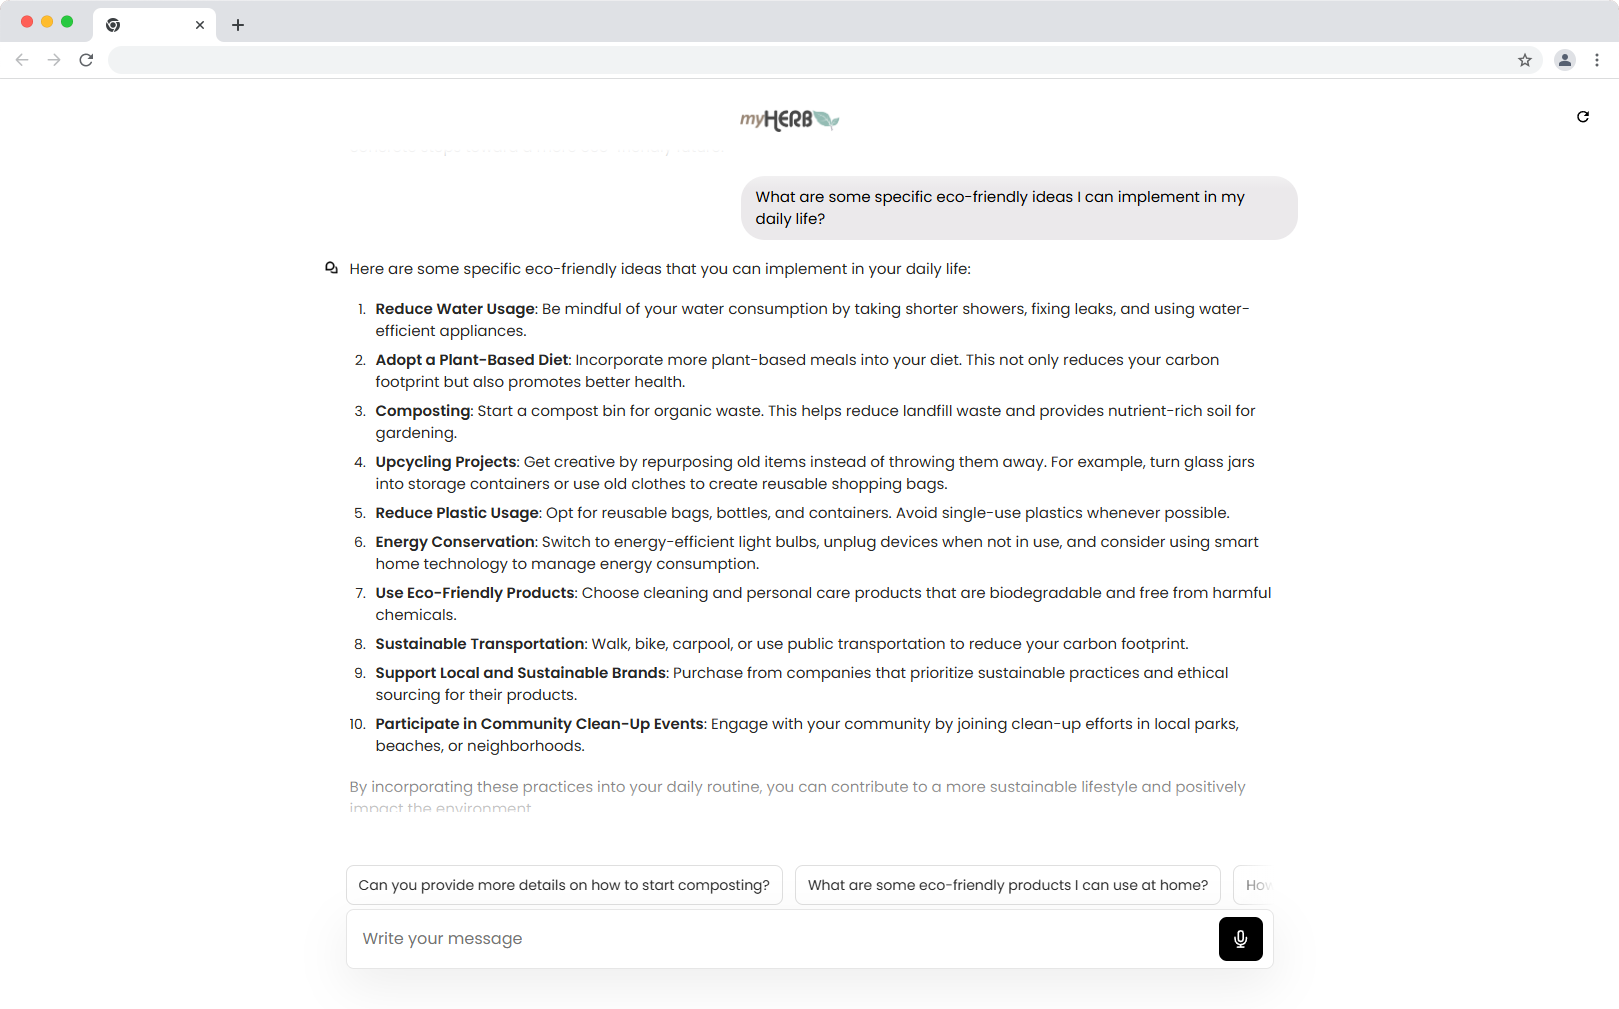 myHERB
concrete steps toward a more eco-friendly future.
What are some specific eco-friendly ideas I can implement in my
daily life?
Here are some specific eco-friendly ideas that you can implement in your daily life:
1. Reduce Water Usage: Be mindful of your water consumption by taking shorter showers, fixing leaks, and using water-
efficient appliances.
2. Adopt a Plant-Based Diet: Incorporate more plant-based meals into your diet. This not only reduces your carbon
footprint but also promotes better health.
3. Composting: Start a compost bin for organic waste. This helps reduce landfill waste and provides nutrient-rich soil for
gardening.
4. Upcycling Projects: Get creative by repurposing old items instead of throwing them away. For example, turn glass jars
into storage containers or use old clothes to create reusable shopping bags.
5. Reduce Plastic Usage: Opt for reusable bags, bottles, and containers. Avoid single-use plastics whenever possible.
6. Energy Conservation: Switch to energy-efficient light bulbs, unplug devices when not in use, and consider using smart
home technology to manage energy consumption.
7. Use Eco-Friendly Products: Choose cleaning and personal care products that are biodegradable and free from harmful
chemicals.
8. Sustainable Transportation: Walk, bike, carpool, or use public transportation to reduce your carbon footprint.
9. Support Local and Sustainable Brands: Purchase from companies that prioritize sustainable practices and ethical
sourcing for their products.
10. Participate in Community Clean-Up Events: Engage with your community by joining clean-up efforts in local parks,
beaches, or neighborhoods.
By incorporating these practices into your daily routine, you can contribute to a more sustainable lifestyle and positively
impact the environment
Can you provide more details on how to start composting?
What are some eco-friendly products I can use at home?
How
Write your message